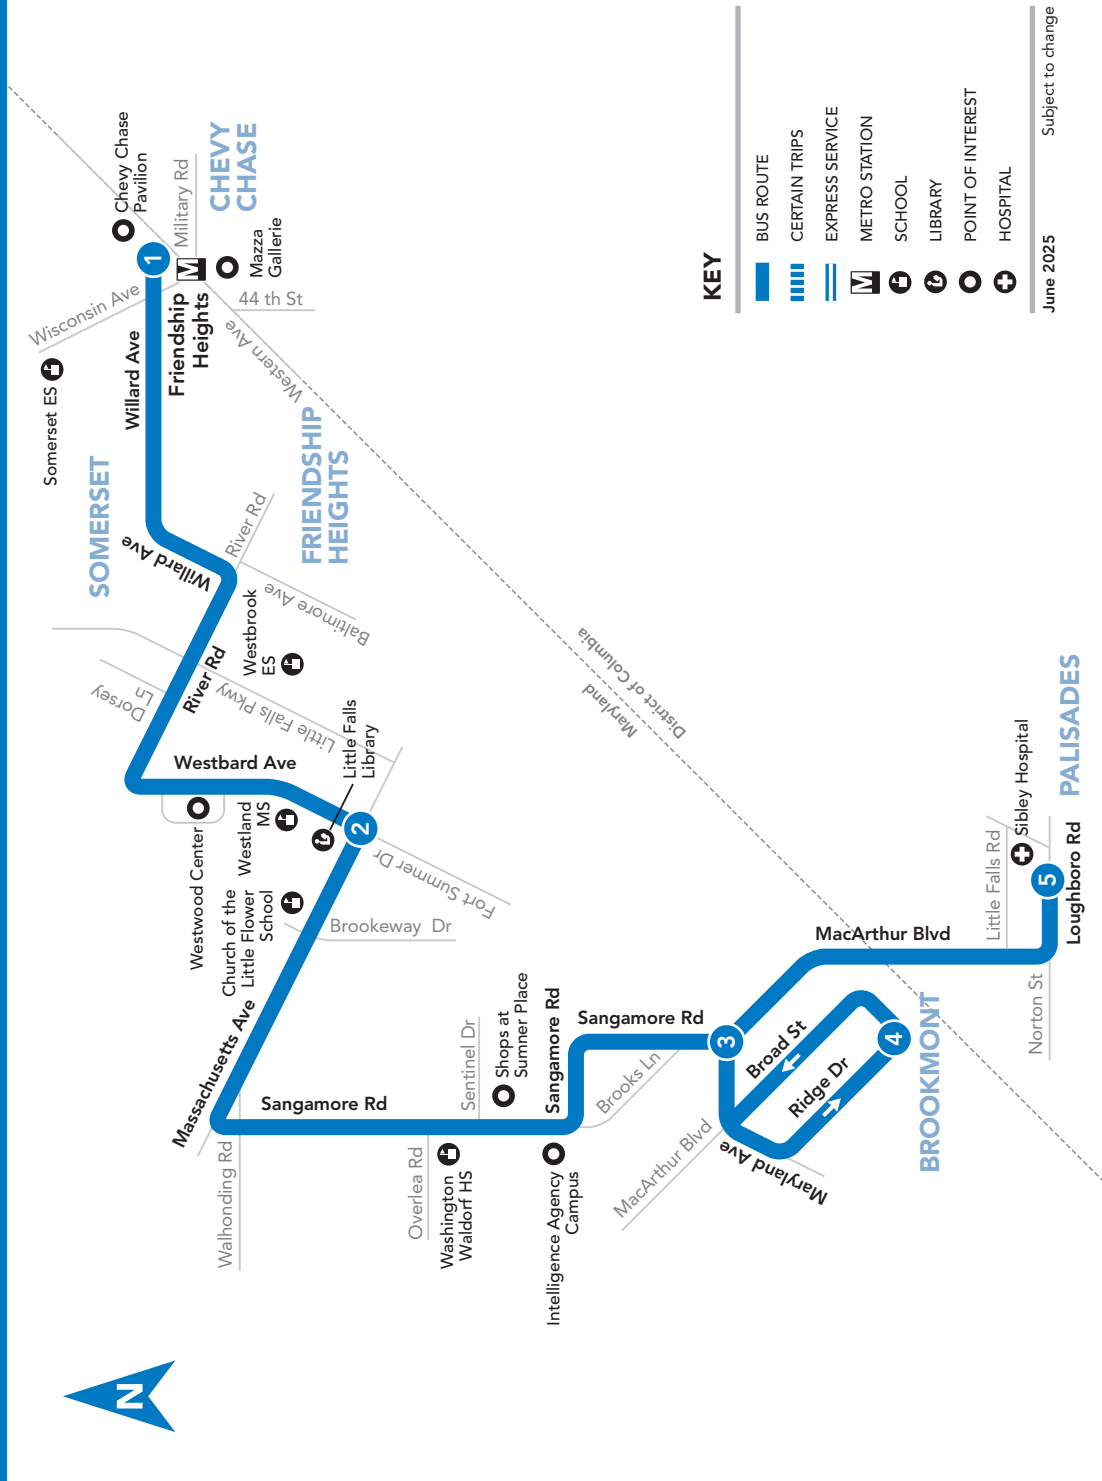 N
Somerset ES
Wisconsin Ave
Chevy Chase
Pavilion
1
Military Rd
CHEVY
CHASE
M
Friendship
Heights
Mazza
Gallerie
44 th St
Western Ave
Willard Ave
SOMERSET
Willard Ave
FRIENDSHIP
HEIGHTS
River Rd
Baltimore Ave
Westbrook
ES
River Rd
Dorsey
Ln
Little Falls Pkwy
Westbard Ave
Little Falls
Library
Westwood Center
Westland
MS
2
Fort Summer Dr
Church of the
Little Flower
School
Brookeway Dr
Massachusetts Ave
Walhonding Rd
Sangamore Rd
Overlea Rd
Washington
Waldorf HS
Sentinel Dr
Shops at
Sumner Place
Sangamore Rd
Intelligence Agency
Campus
Sangamore Rd
Brooks Ln
MacArthur Blvd
3
Broad St
Ridge Dr
Maryland Ave
4
BROOKMONT
MacArthur Blvd
Maryland
District of Columbia
Little Falls Rd
Sibley Hospital
PALISADES
5
Loughboro Rd
Norton St
KEY
BUS ROUTE
CERTAIN TRIPS
EXPRESS SERVICE
M
METRO STATION
SCHOOL
LIBRARY
POINT OF INTEREST
HOSPITAL
June 2025
Subject to change